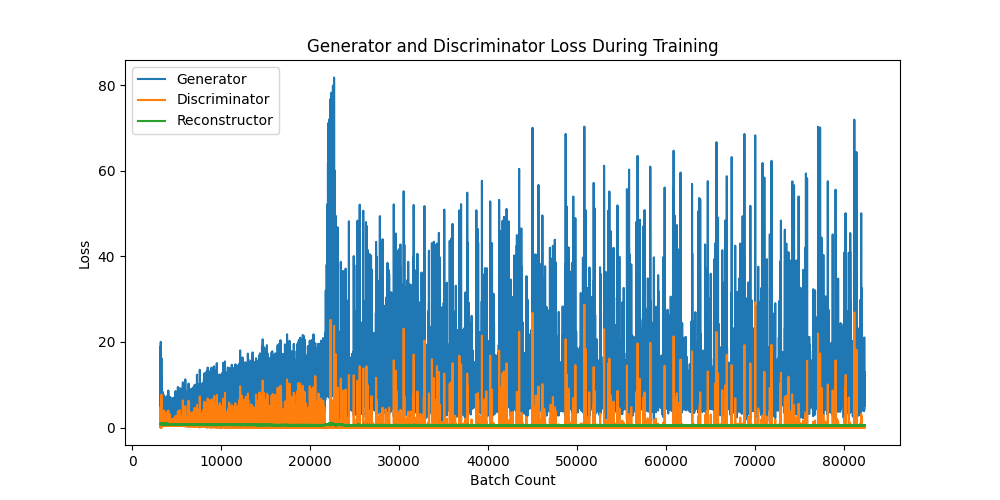 Generator and Discriminator Loss During Training
Generator
Discriminator
Reconstructor
80
60
40
20
0
Loss
0 10000 20000 30000 40000 50000 60000 70000 80000
Batch Count